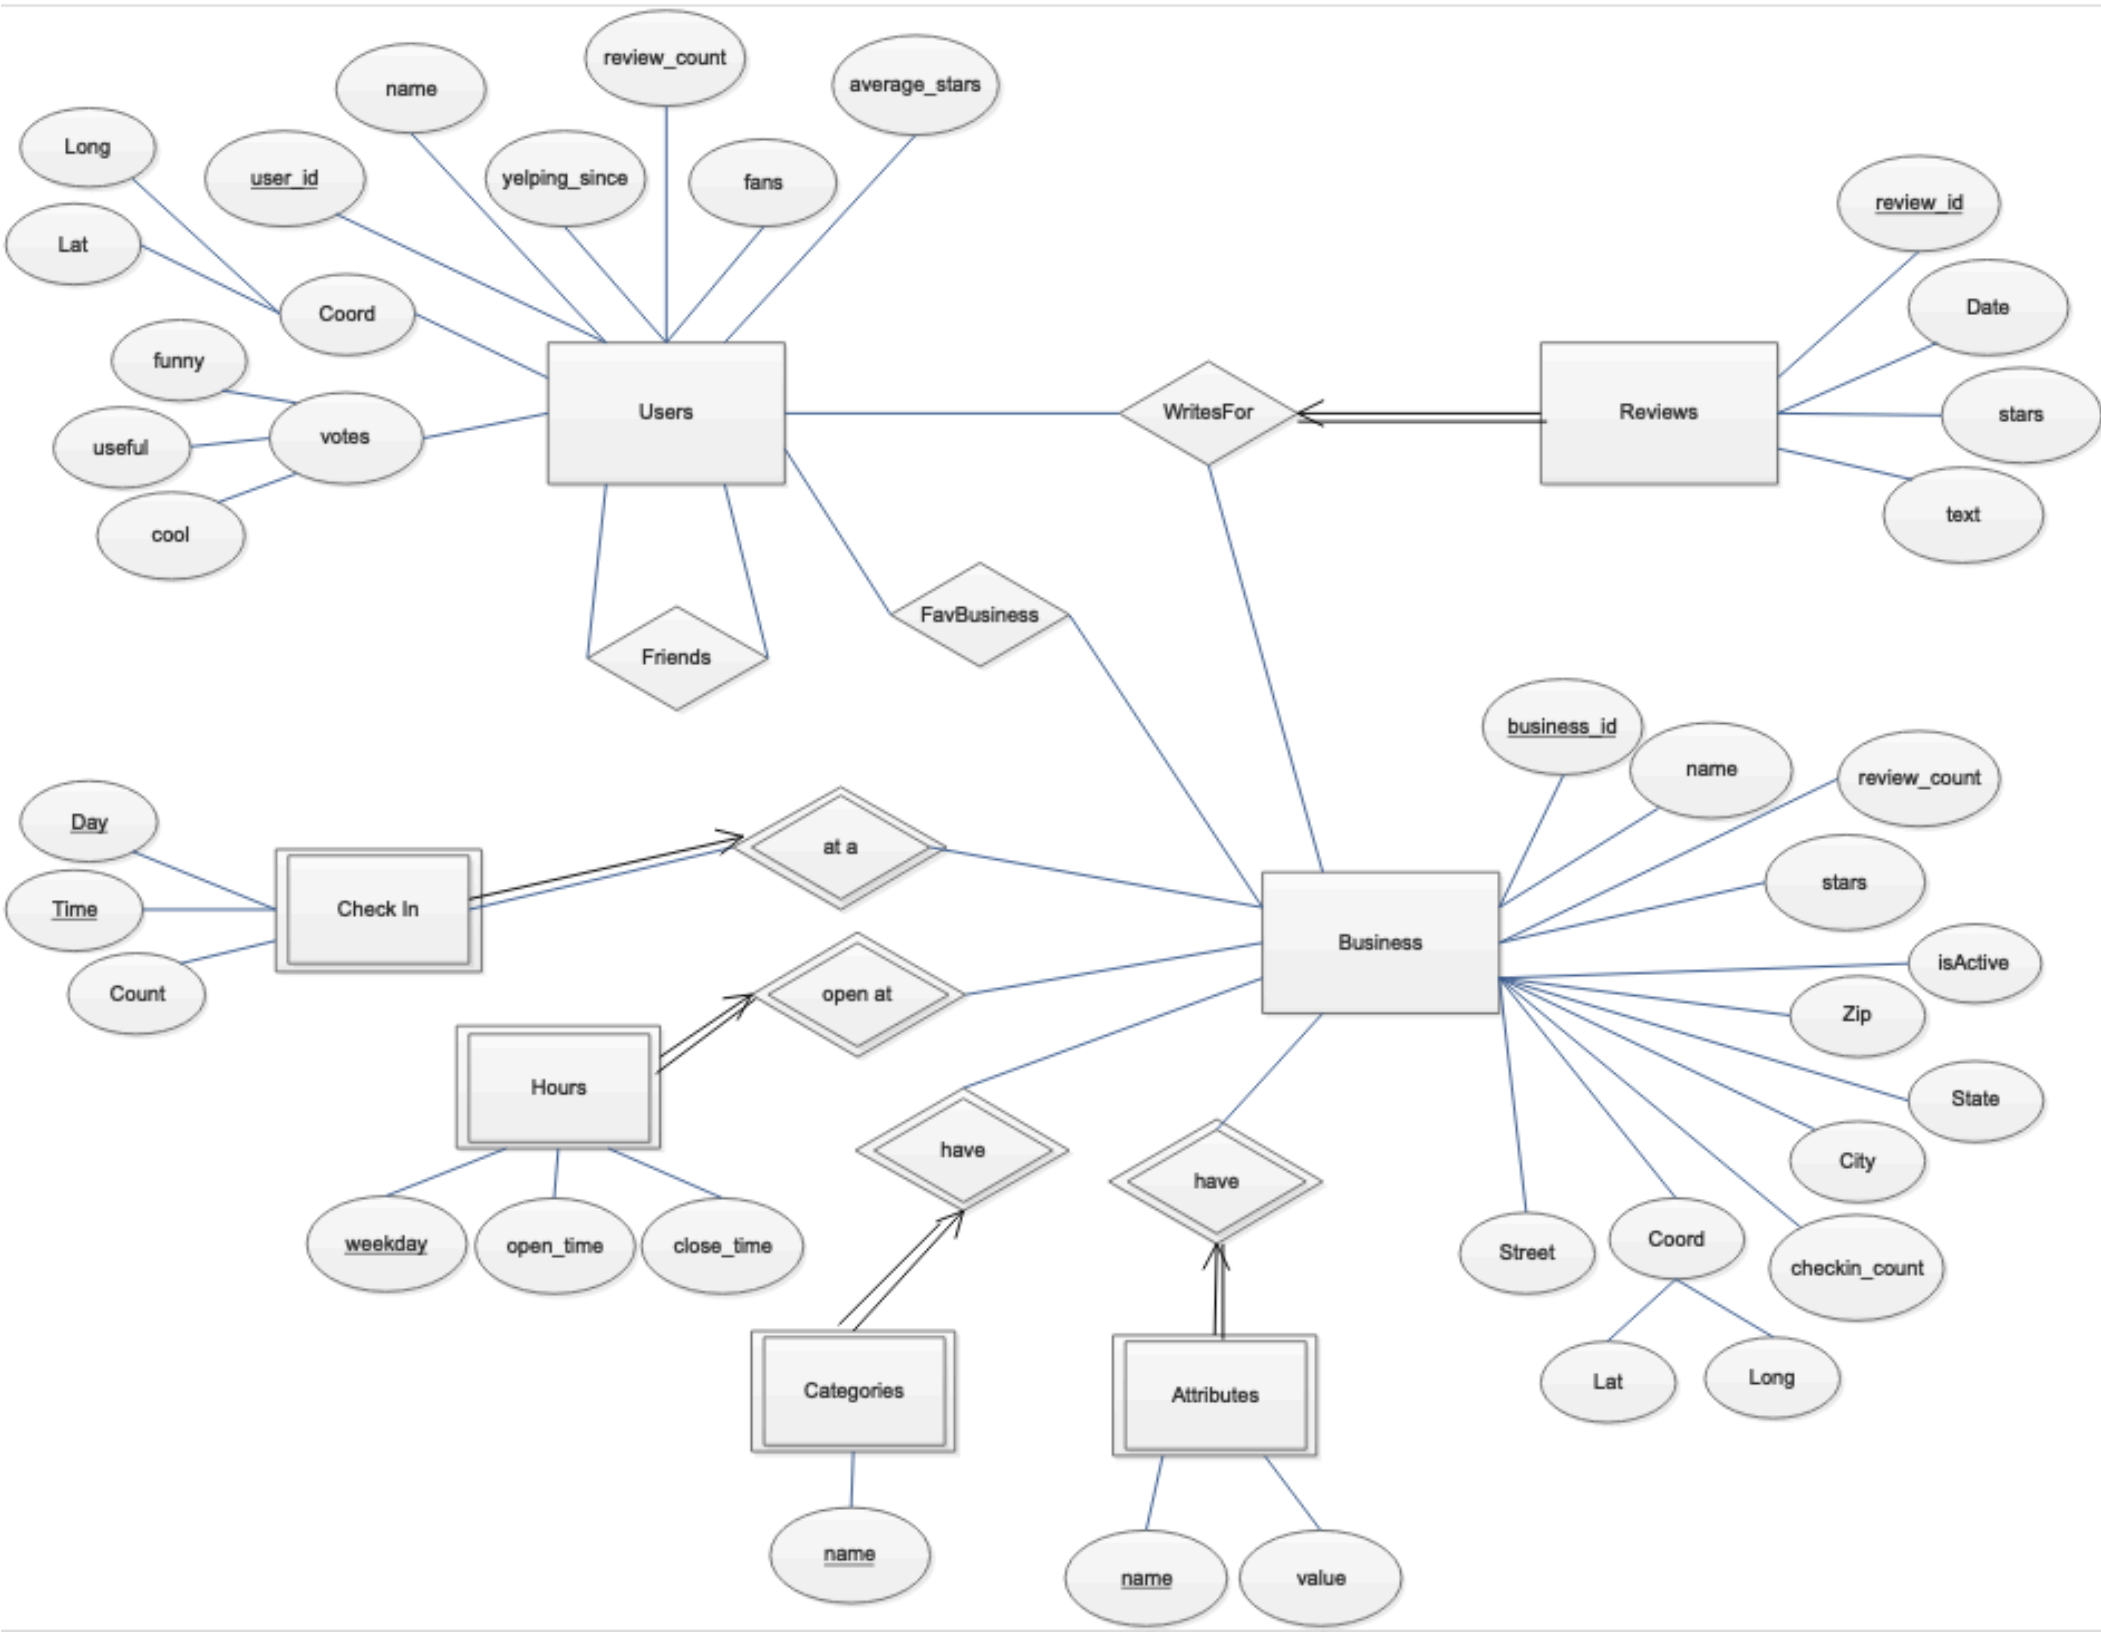 review_count
average_stars
name
Long
user_id
yelping_since
fans
review_id
Lat
Coord
Date
funny
Users
WritesFor
Reviews
stars
votes
useful
text
cool
FavBusiness
Friends
business_id
name
review_count
Day
at a
stars
Check In
Time
Business
isActive
Count
open at
Zip
Hours
State
have
have
City
weekday
open_time
close_time
Street
Coord
checkin_count
Categories
Attributes
Lat
Long
name
name
value